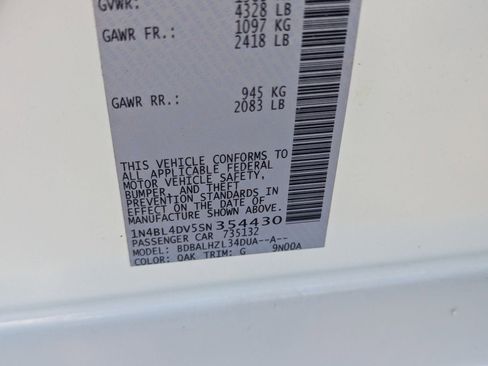 GVWR:
4328 LB
GAWR FR.: 1097 KG
2418 LB
GAWR RR.: 945 KG
2083 LB
THIS VEHICLE CONFORMS TO
ALL APPLICABLE FEDERAL
MOTOR VEHICLE SAFETY,
BUMPER, AND THEFT
PREVENTION STANDARDS IN
EFFECT ON THE DATE OF
MANUFACTURE SHOWN ABOVE.
1N4BL4DV5SN354430
PASSENGER CAR 735132
MODEL: BDBALHZL34DUA--A--
COLOR: QAK TRIM: G 9N00A